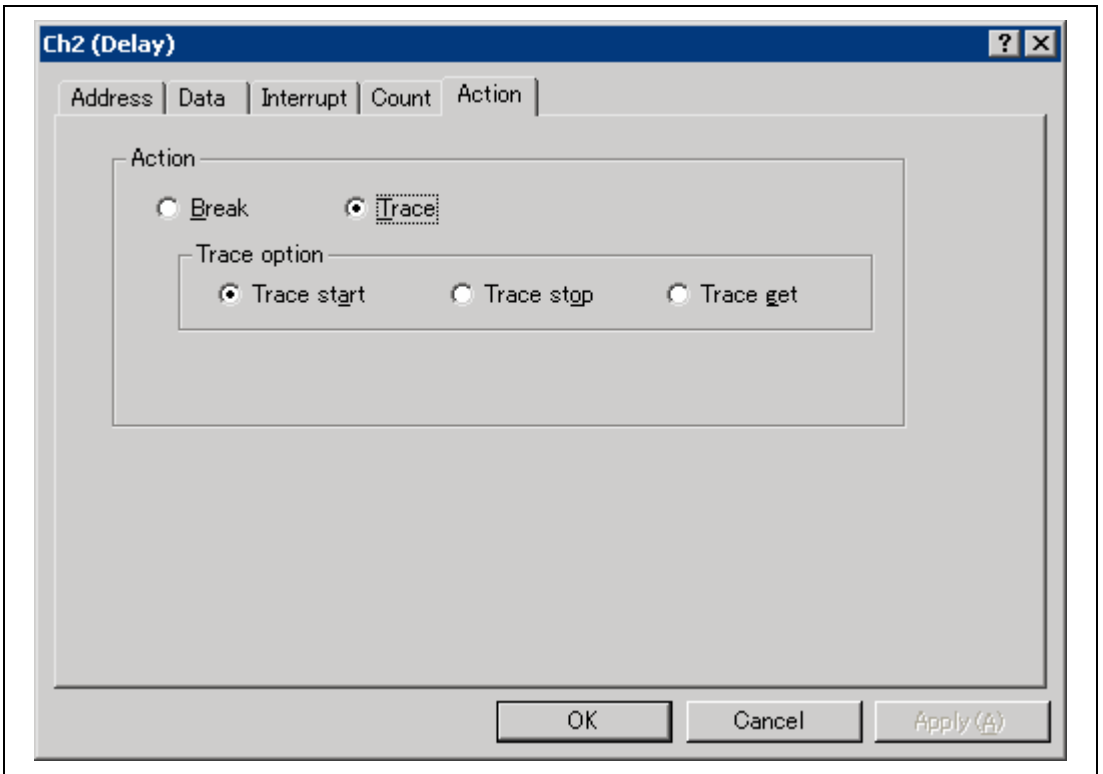 Ch2 (Delay)
Address Data Interrupt Count Action
Action
Break Trace
Trace option
Trace start Trace stop Trace get
OK Cancel Apply (A)